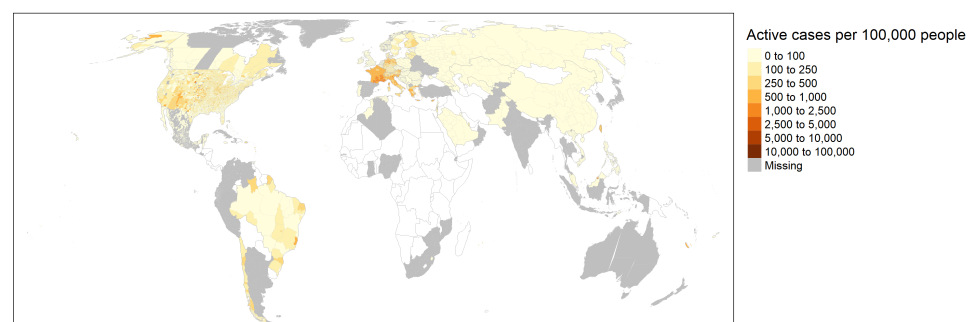 Active cases per 100,000 people
0 to 100
100 to 250
250 to 500
500 to 1,000
1,000 to 2,500
2,500 to 5,000
5,000 to 10,000
10,000 to 100,000
Missing